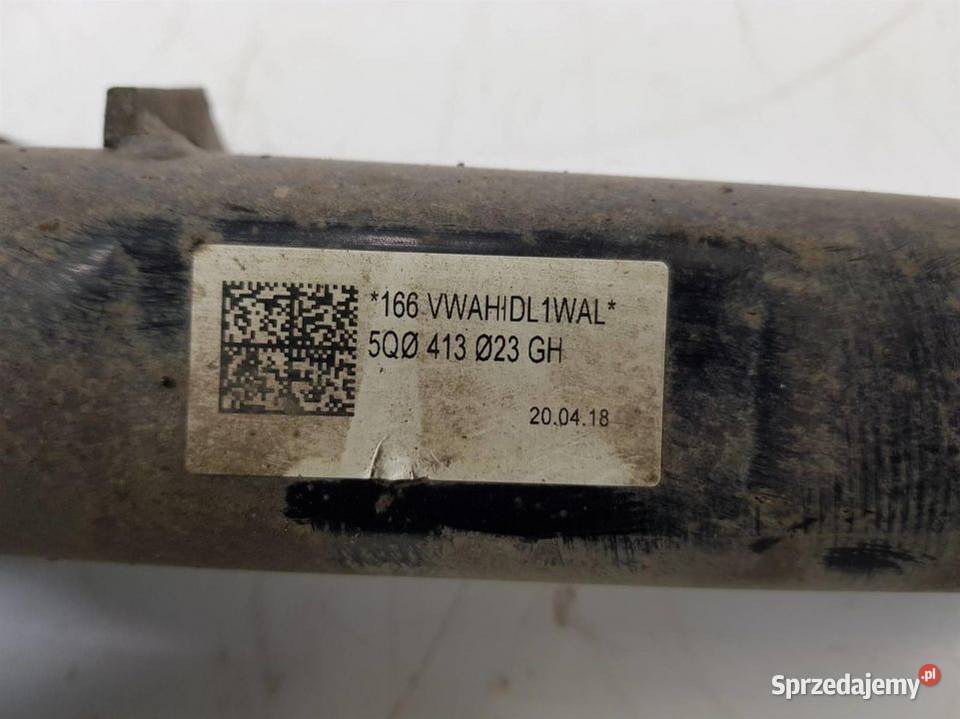 *166 VWAHIDL1WAL*
5QØ 413 Ø23 GH
20.04.18
Sprzedajemy.pl